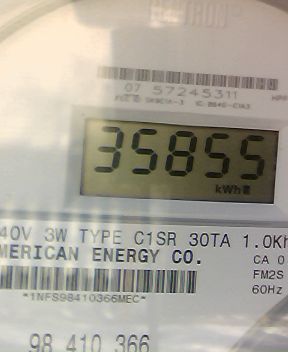 07 57245311
35855
kWh
40V 3W TYPE C1SR 30TA 1.0Kh
MERICAN ENERGY CO.
CA 0
FM2S
60Hz
*1NFS98410366MEC*
98 410 366